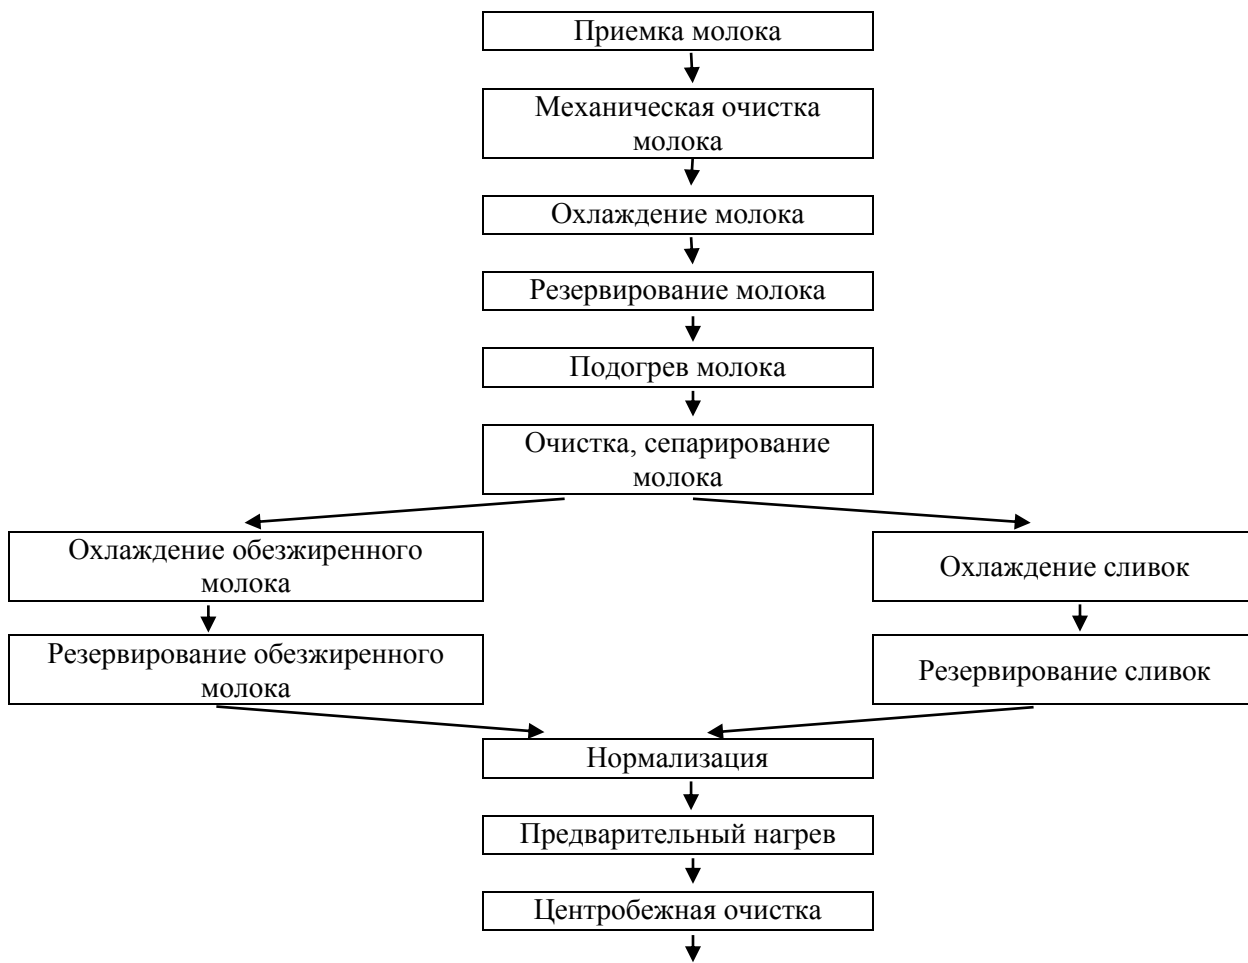 Приемка молока
Механическая очистка
молока
Охлаждение молока
Резервирование молока
Подогрев молока
Очистка, сепарирование
молока
Охлаждение обезжиренного
молока
Охлаждение сливок
Резервирование обезжиренного
молока
Резервирование сливок
Нормализация
Предварительный нагрев
Центробежная очистка